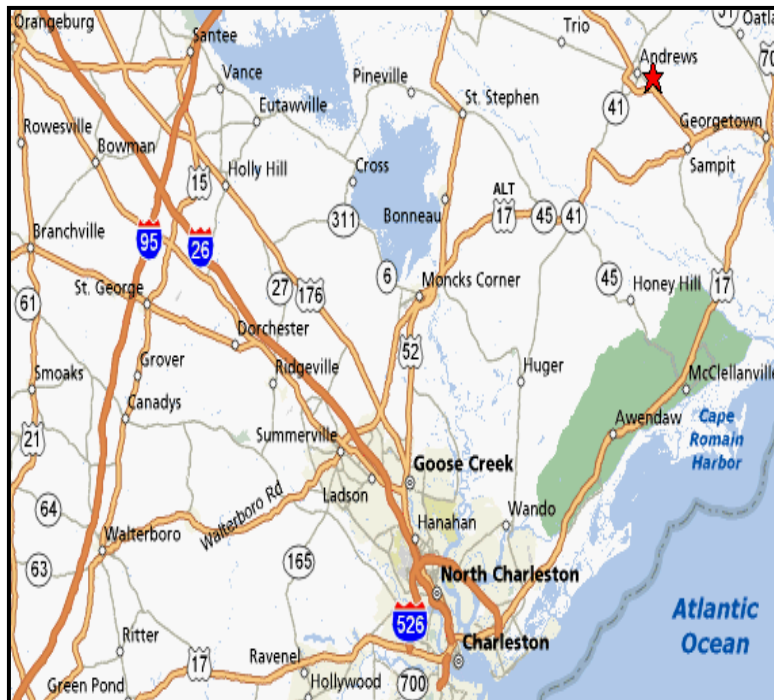 Orangeburg
Santee
Trio
51
Oatla
Andrews
70
Vance
Pineville
Eutawville
St. Stephen
41
Georgetown
Rowesville
Bowman
Sampit
15
Holly Hill
Cross
ALT
17
45
41
Bonneau
311
Branchville
95
26
6
Moncks Corner
45
Honey Hill
17
61
St. George
27
176
Dorchester
52
Smoaks
Grover
Ridgeville
Huger
McClellanville
Canadys
Awendaw
Cape
Romain
Harbor
21
Summerville
Goose Creek
Ladson
Walterboro Rd
64
Wando
Hanahan
Walterboro
165
63
North Charleston
Atlantic
Ocean
526
Ritter
Charleston
17
Ravenel
Green Pond
Hollywood
700